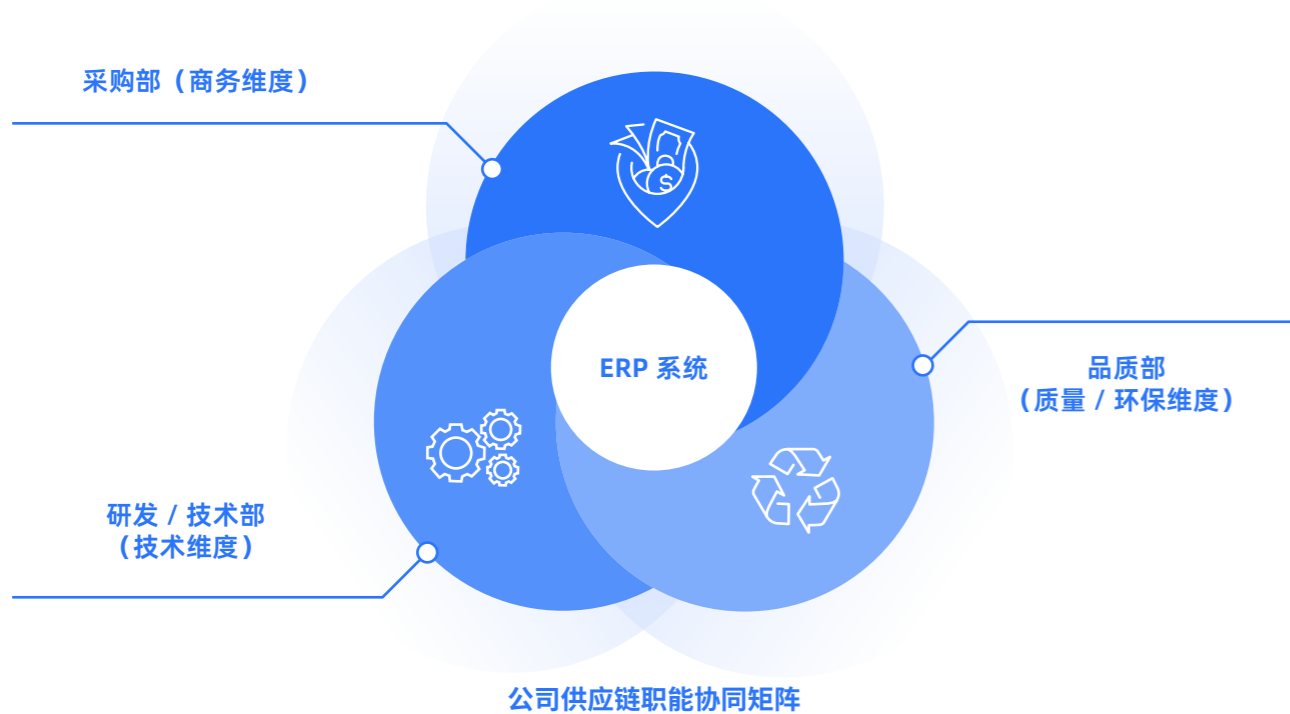 采购部（商务维度）
ERP 系统
品质部
（质量 / 环保维度）
研发 / 技术部
（技术维度）
公司供应链职能协同矩阵